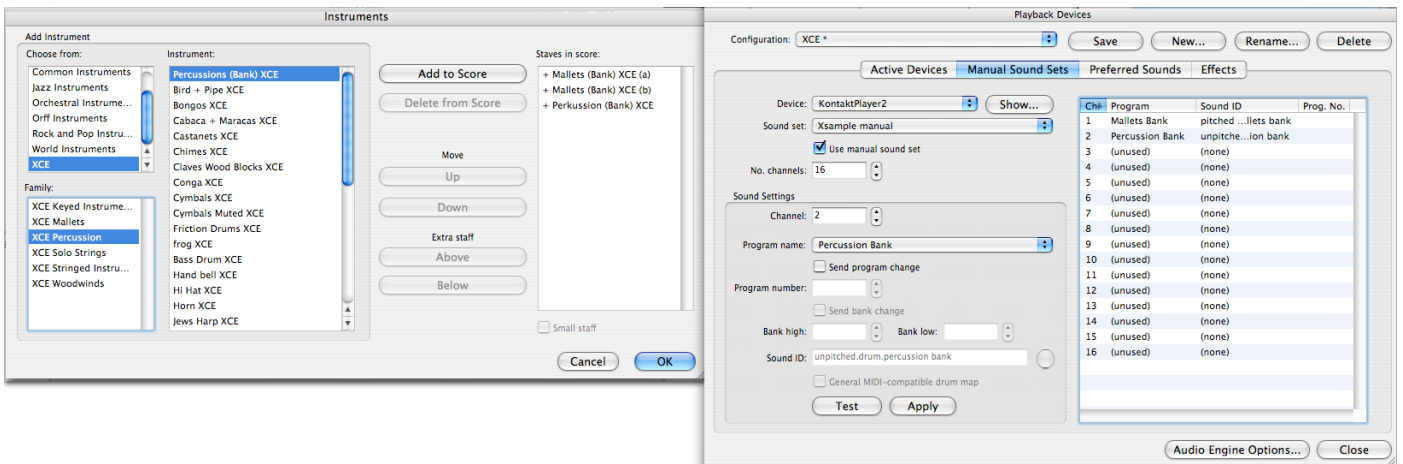 Instruments
Add Instrument
Choose from:
Common Instruments
Jazz Instruments
Orchestral Instrume...
Orff Instruments
Rock and Pop Instru...
World Instruments
XCE
Family:
XCE Keyed Instrume...
XCE Mallets
XCE Percussion
XCE Solo Strings
XCE Stringed Instru...
XCE Woodwinds
Instrument:
Percussions (Bank) XCE
Bird + Pipe XCE
Bongos XCE
Cabaca + Maracas XCE
Castanets XCE
Chimes XCE
Claves Wood Blocks XCE
Conga XCE
Cymbals XCE
Cymbals Muted XCE
Friction Drums XCE
frog XCE
Bass Drum XCE
Hand bell XCE
Hi Hat XCE
Horn XCE
Jews Harp XCE
Add to Score
Delete from Score
Move
Up
Down
Extra staff
Above
Below
Staves in score:
+ Mallets (Bank) XCE (a)
+ Mallets (Bank) XCE (b)
+ Perkussion (Bank) XCE
Small staff
Cancel
OK
Playback Devices
Configuration: XCE *
Save
New...
Rename...
Delete
Active Devices
Manual Sound Sets
Preferred Sounds
Effects
Device: KontaktPlayer2
Show...
Sound set: Xsample manual
Use manual sound set
No. channels: 16
Sound Settings
Channel: 2
Program name: Percussion Bank
Send program change
Program number:
Send bank change
Bank high:
Bank low:
Sound ID: unpitched.drum.percussion bank
General MIDI-compatible drum map
Test
Apply
Program Sound ID Prog. No.
1 Mallets Bank pitched ...llets bank
2 Percussion Bank unpitche...ion bank
3 (unused) (none)
4 (unused) (none)
5 (unused) (none)
6 (unused) (none)
7 (unused) (none)
8 (unused) (none)
9 (unused) (none)
10 (unused) (none)
11 (unused) (none)
12 (unused) (none)
13 (unused) (none)
14 (unused) (none)
15 (unused) (none)
16 (unused) (none)
Audio Engine Options...
Close